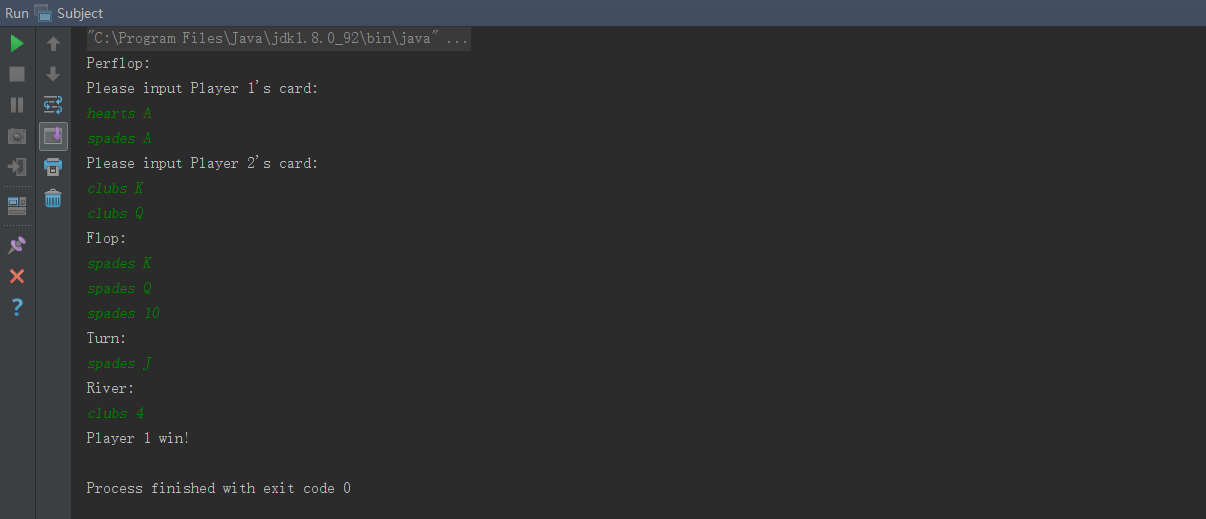 Run Subject
"C:\Program Files\Java\jdk1.8.0_92\bin\java" ...
Perflop:
Please input Player 1's card:
hearts A
spades A
Please input Player 2's card:
clubs K
clubs Q
Flop:
spades K
spades Q
spades 10
Turn:
spades J
River:
clubs 4
Player 1 win!
Process finished with exit code 0